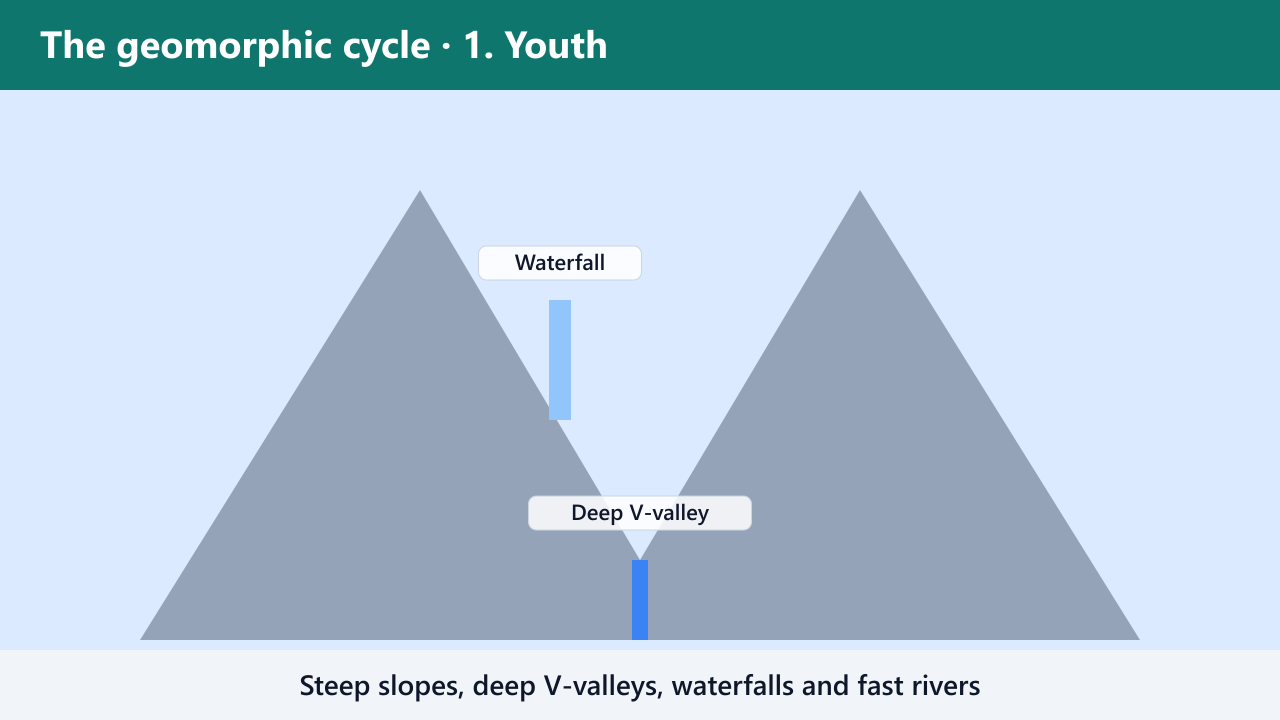 The geomorphic cycle · 1. Youth
Waterfall
Deep V-valley
Steep slopes, deep V-valleys, waterfalls and fast rivers